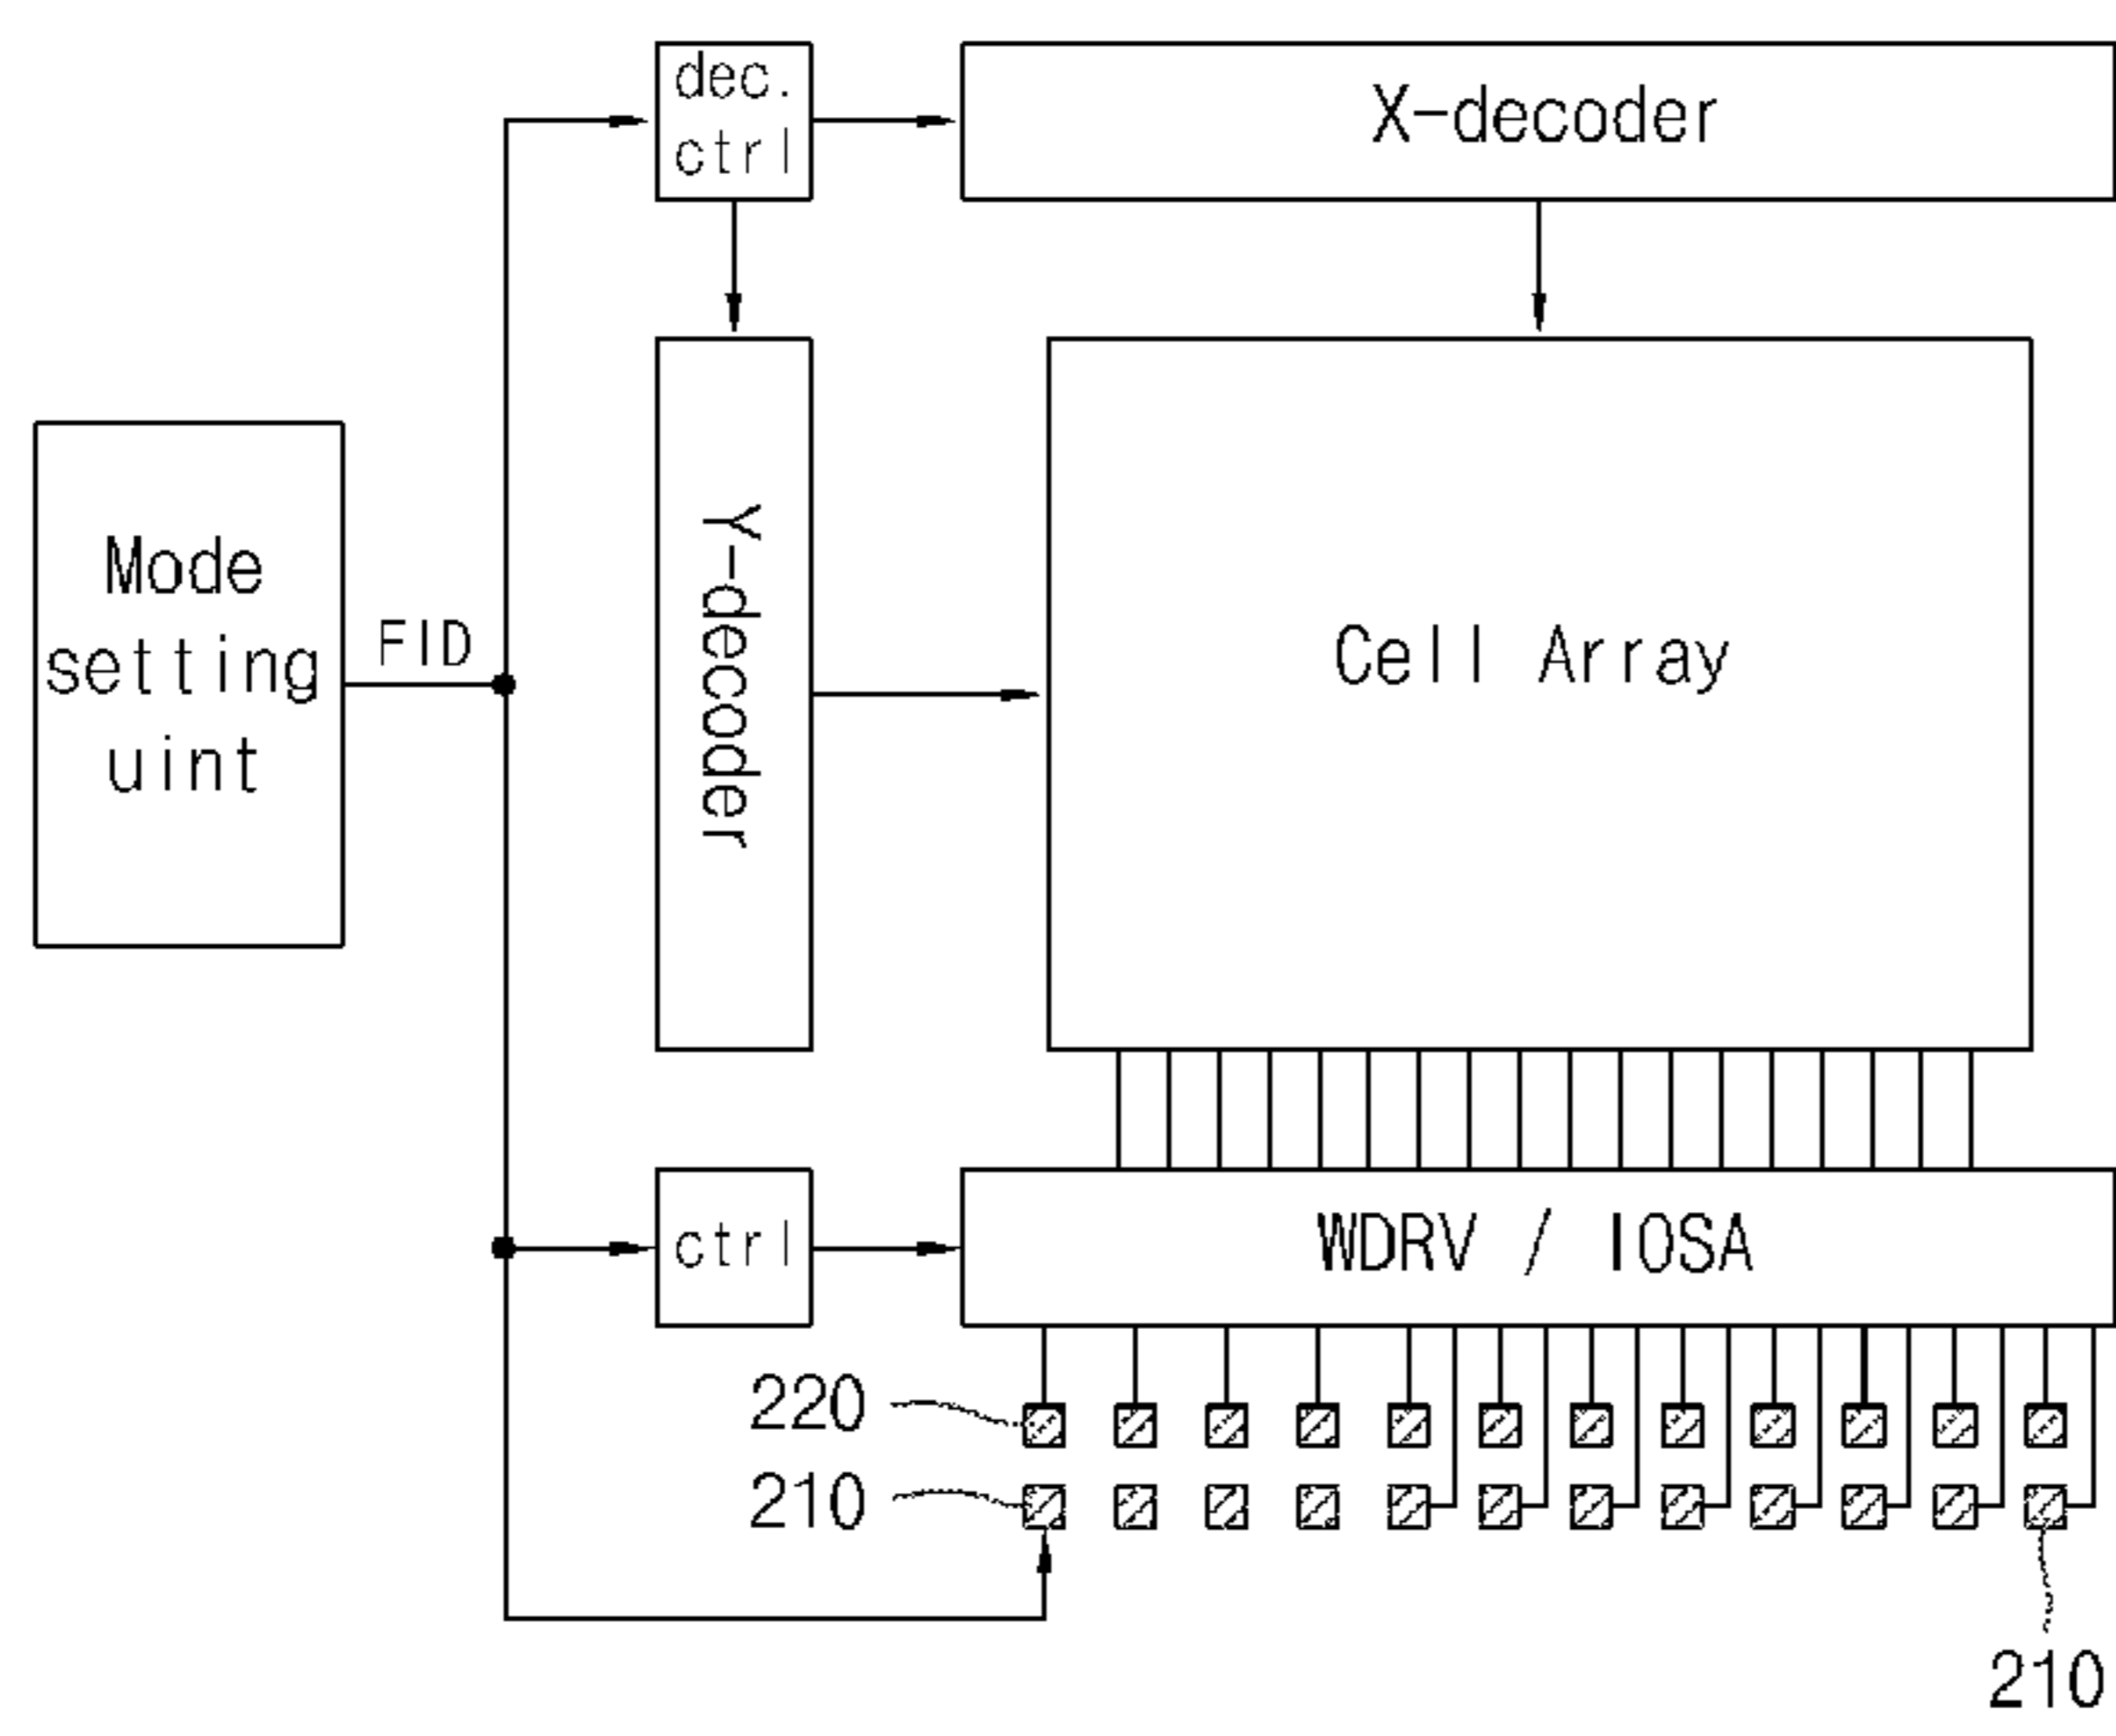 dec.
ctrl
X-decoder
Mode
setting
uint
FID
Y-decoder
Cell Array
ctrl
WDRV / IOSA
220
210
210